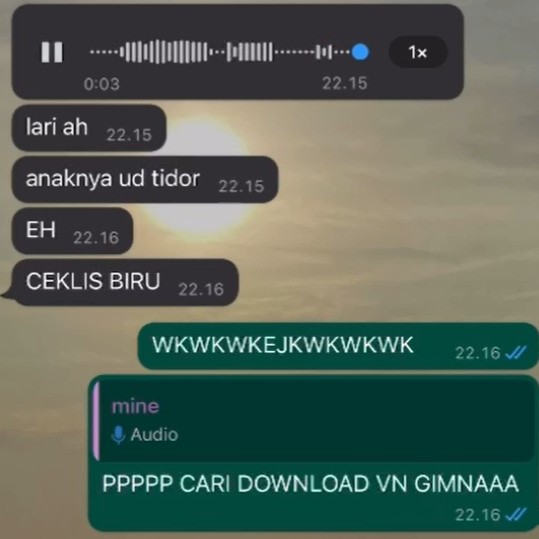 1×
0:03 22.15
lari ah 22.15
anaknya ud tidor 22.15
EH 22.16
CEKLIS BIRU 22.16
WKWKWKEJKWKWKWK 22.16
mine
Audio
PPPPP CARI DOWNLOAD VN GIMNAAA
22.16